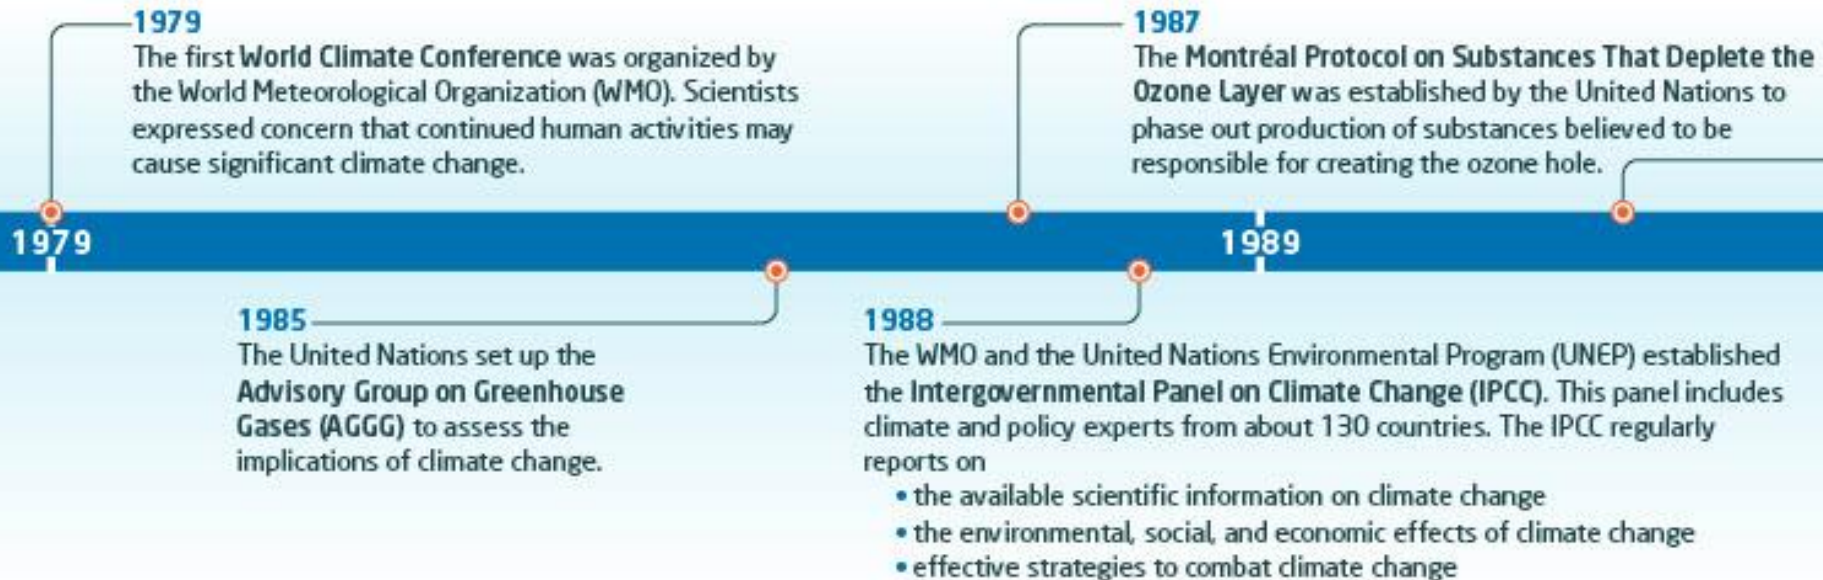 1979
The first World Climate Conference was organized by
the World Meteorological Organization (WMO). Scientists
expressed concern that continued human activities may
cause significant climate change.
1987
The Montréal Protocol on Substances That Deplete the
Ozone Layer was established by the United Nations to
phase out production of substances believed to be
responsible for creating the ozone hole.
1979
1989
1985
The United Nations set up the
Advisory Group on Greenhouse
Gases (AGGG) to assess the
implications of climate change.
1988
The WMO and the United Nations Environmental Program (UNEP) established
the Intergovernmental Panel on Climate Change (IPCC). This panel includes
climate and policy experts from about 130 countries. The IPCC regularly
reports on
• the available scientific information on climate change
• the environmental, social, and economic effects of climate change
• effective strategies to combat climate change